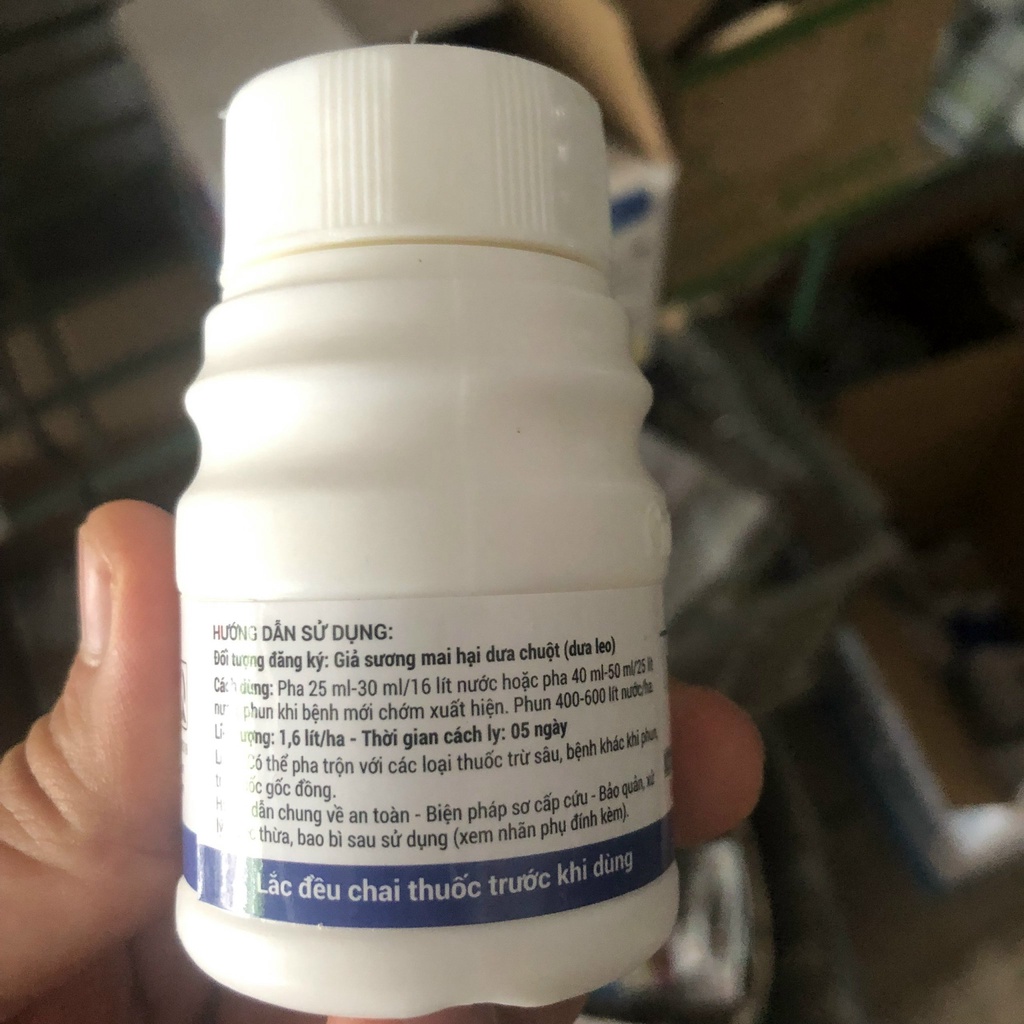 HƯỚNG DẪN SỬ DỤNG:
Đối tượng đăng ký: Giả sương mai hại dưa chuột (dưa leo)
Cách dùng: Pha 25 ml-30 ml/16 lít nước hoặc pha 40 ml-50 ml/25 lít
phun khi bệnh mới chớm xuất hiện. Phun 400-600 lít nước/ha.
lượng: 1,6 lít/ha - Thời gian cách ly: 05 ngày
Có thể pha trộn với các loại thuốc trừ sâu, bệnh khác khi phun,
gốc đồng.
dẫn chung về an toàn - Biện pháp sơ cấp cứu - Bảo quản, xử
thừa, bao bì sau sử dụng (xem nhãn phụ đính kèm).
Lắc đều chai thuốc trước khi dùng